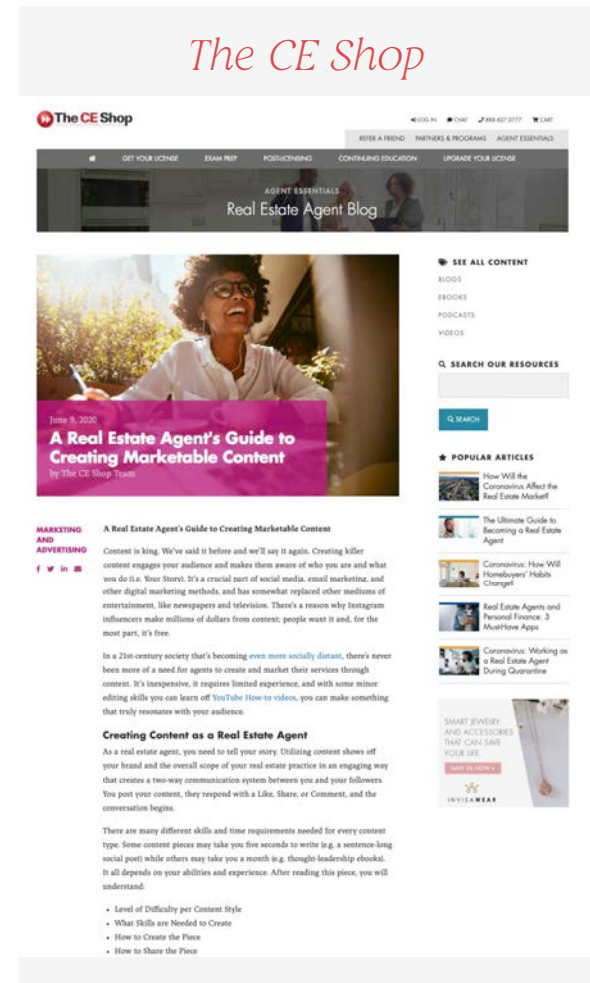 The CE Shop
The CE Shop
LOG IN CHAT 888 827 0777 CART
REFER A FRIEND PARTNERS & PROGRAMS AGENT ESSENTIALS
GET YOUR LICENSE EXAM PREP POST-LICENSING CONTINUING EDUCATION UPGRADE YOUR LICENSE
AGENT ESSENTIALS
Real Estate Agent Blog
June 9, 2020
A Real Estate Agent's Guide to
Creating Marketable Content
by The CE Shop Team
MARKETING
AND
ADVERTISING
A Real Estate Agent's Guide to Creating Marketable Content
Content is king. We've said it before and we'll say it again. Creating killer
content engages your audience and makes them aware of who you are and what
you do (i.e. Your Story). It's a crucial part of social media, email marketing, and
other digital marketing methods, and has somewhat replaced other mediums of
entertainment, like newspapers and television. There's a reason why Instagram
influencers make millions of dollars from content; people want it and, for the
most part, it's free.
In a 21st-century society that's becoming even more socially distant, there's never
been more of a need for agents to create and market their services through
content. It's inexpensive, it requires limited experience, and with some minor
editing skills you can learn off YouTube How-to videos, you can make something
that truly resonates with your audience.
Creating Content as a Real Estate Agent
As a real estate agent, you need to tell your story. Utilizing content shows off
your brand and the overall scope of your real estate practice in an engaging way
that creates a two-way communication system between you and your followers.
You post your content, they respond with a Like, Share, or Comment, and the
conversation begins.
There are many different skills and time requirements needed for every content
type. Some content pieces may take you five seconds to write (e.g. a sentence-long
social post) while others may take you a month (e.g. thought-leadership ebooks).
It all depends on your abilities and experience. After reading this piece, you will
understand:
• Level of Difficulty per Content Style
• What Skills are Needed to Create
• How to Create the Piece
• How to Share the Piece
SEE ALL CONTENT
BLOGS
EBOOKS
PODCASTS
VIDEOS
SEARCH OUR RESOURCES
SEARCH
POPULAR ARTICLES
How Will the
Coronavirus Affect the
Real Estate Market?
The Ultimate Guide to
Becoming a Real Estate
Agent
Coronavirus: How Will
Homebuyers' Habits
Change?
Real Estate Agents and
Personal Finance: 3
Must-Have Apps
Coronavirus: Working as
a Real Estate Agent
During Quarantine
SMART JEWELRY
AND ACCESSORIES
THAT CAN SAVE
YOUR LIFE.
INVISAWEAR